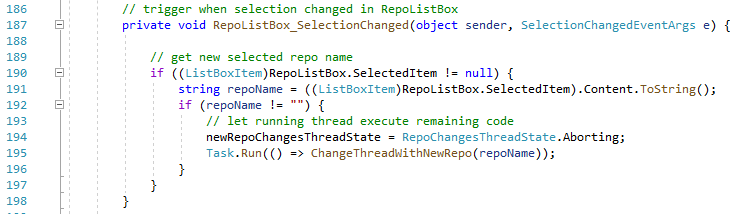 186 // trigger when selection changed in RepoListBox
187 private void RepoListBox_SelectionChanged(object sender, SelectionChangedEventArgs e) {
188
189 // get new selected repo name
190 if ((ListBoxItem)RepoListBox.SelectedItem != null) {
191 string repoName = ((ListBoxItem)RepoListBox.SelectedItem).Content.ToString();
192 if (repoName != "") {
193 // let running thread execute remaining code
194 newRepoChangesThreadState = RepoChangesThreadState.Aborting;
195 Task.Run(() => ChangeThreadWithNewRepo(repoName));
196 }
197 }
198 }